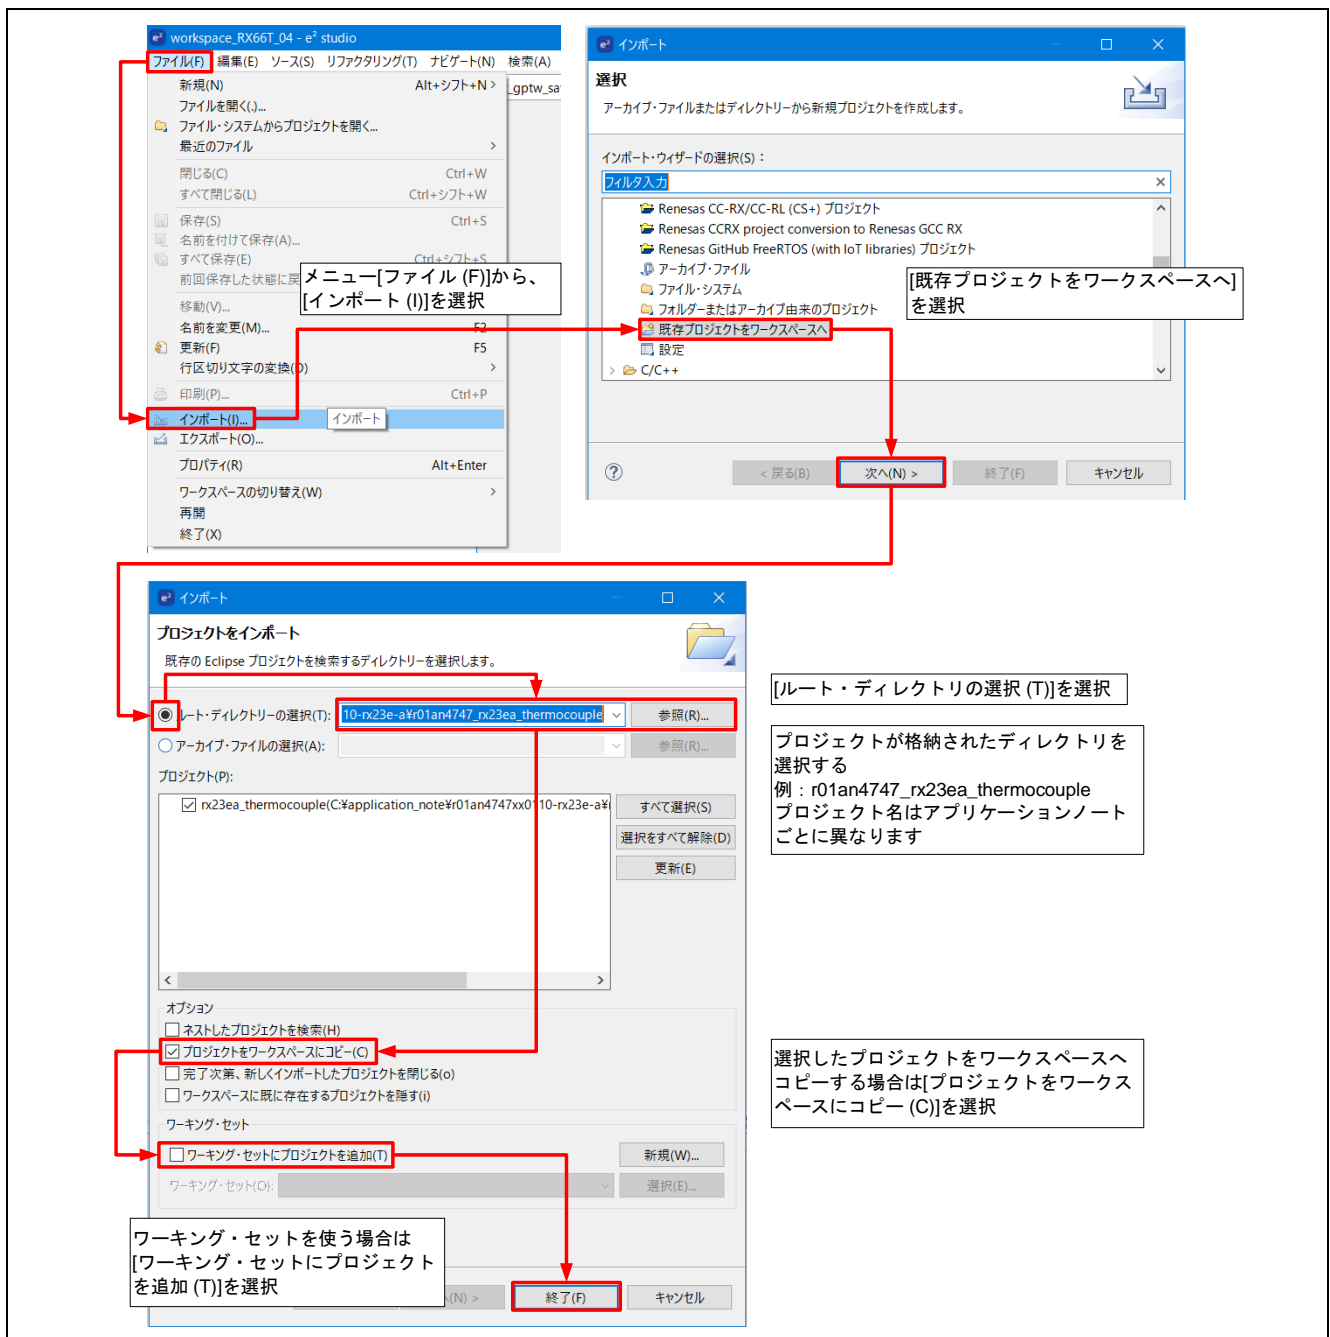 workspace_RX66T_04 - e² studio
ファイル(F) 編集(E) ソース(S) リファクタリング(T) ナビゲート(N) 検索(A)
新規(N) Alt+シフト+N >
_gptw_sa
ファイルを開く(.)...
ファイル・システムからプロジェクトを開く...
最近のファイル >
閉じる(C) Ctrl+W
すべて閉じる(L) Ctrl+シフト+W
保存(S) Ctrl+S
名前を付けて保存(A)...
すべて保存(E) Ctrl+シフト+S
前回保存した状態に戻
メニュー[ファイル (F)]から、
[インポート (I)]を選択
移動(V)...
名前を変更(M)... F2
更新(F) F5
行区切り文字の変換(D) >
印刷(P)... Ctrl+P
インポート(I)... インポート
エクスポート(O)...
プロパティ(R) Alt+Enter
ワークスペースの切り替え(W) >
再開
終了(X)
インポート
選択
アーカイブ・ファイルまたはディレクトリーから新規プロジェクトを作成します。
インポート・ウィザードの選択(S)：
フィルタ入力
Renesas CC-RX/CC-RL (CS+) プロジェクト
Renesas CCRX project conversion to Renesas GCC RX
Renesas GitHub FreeRTOS (with IoT libraries) プロジェクト
アーカイブ・ファイル
ファイル・システム
フォルダーまたはアーカイブ由来のプロジェクト
既存プロジェクトをワークスペースへ
設定
> C/C++
[既存プロジェクトをワークスペースへ]
を選択
< 戻る(B) 次へ(N) > 終了(F) キャンセル
インポート
プロジェクトをインポート
既存の Eclipse プロジェクトを検索するディレクトリーを選択します。
ルート・ディレクトリーの選択(T): 10-rx23e-a¥r01an4747_rx23ea_thermocouple 参照(R)...
アーカイブ・ファイルの選択(A): 参照(R)...
プロジェクト(P):
rx23ea_thermocouple(C:¥application_note¥r01an4747xx0110-rx23e-a¥r
すべて選択(S)
選択をすべて解除(D)
更新(E)
オプション
ネストしたプロジェクトを検索(H)
プロジェクトをワークスペースにコピー(C)
完了次第、新しくインポートしたプロジェクトを閉じる(o)
ワークスペースに既に存在するプロジェクトを隠す(i)
ワーキング・セット
ワーキング・セットにプロジェクトを追加(T) 新規(W)...
ワーキング・セット(O): 選択(E)...
ワーキング・セットを使う場合は
[ワーキング・セットにプロジェクト
を追加 (T)]を選択
(N) > 終了(F) キャンセル
[ルート・ディレクトリの選択 (T)]を選択
プロジェクトが格納されたディレクトリを
選択する
例：r01an4747_rx23ea_thermocouple
プロジェクト名はアプリケーションノート
ごとに異なります
選択したプロジェクトをワークスペースへ
コピーする場合は[プロジェクトをワークス
ペースにコピー (C)]を選択